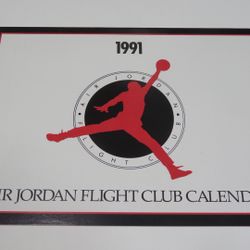 1991
AIR JORDAN
FLIGHT CLUB
IR JORDAN FLIGHT CLUB CALEND